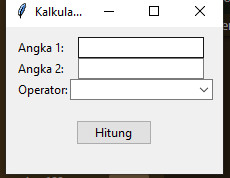 Kalkula...
Angka 1:
Angka 2:
Operator:
Hitung